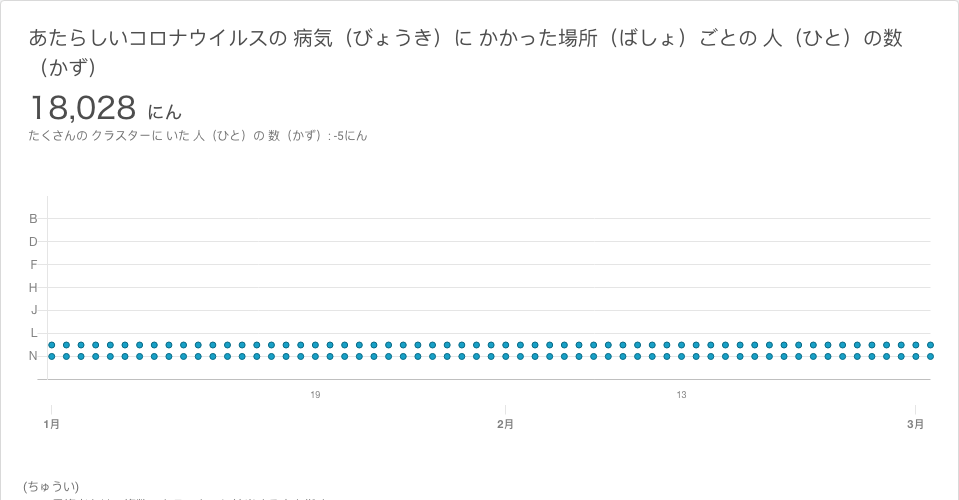 あたらしいコロナウイルスの 病気（びょうき）に かかった場所（ばしょ）ごとの 人（ひと）の数
（かず）
18,028 にん
たくさんの クラスターに いた 人（ひと）の 数（かず）: -5にん
B
D
F
H
J
L
N
19
13
1月
2月
3月
(ちゅうい)